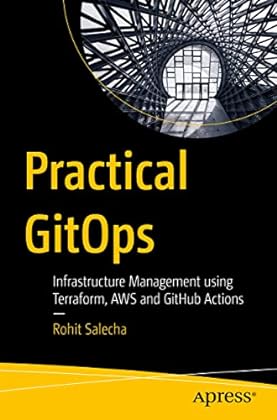 Practical
GitOps
Infrastructure Management using
Terraform, AWS and GitHub Actions
—
Rohit Salecha
Apress®